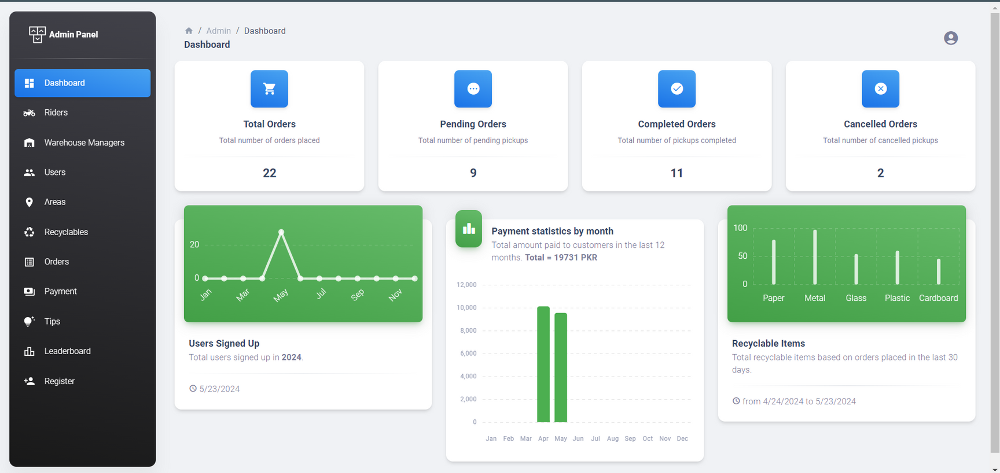 Admin Panel
Dashboard
Riders
Warehouse Managers
Users
Areas
Recyclables
Orders
Payment
Tips
Leaderboard
Register
/ Admin / Dashboard
Dashboard
Total Orders
Total number of orders placed
22
Pending Orders
Total number of pending pickups
9
Completed Orders
Total number of pickups completed
11
Cancelled Orders
Total number of cancelled pickups
2
20
0
Jan Mar May Jul Sep Nov
Users Signed Up
Total users signed up in 2024.
5/23/2024
Payment statistics by month
Total amount paid to customers in the last 12
months. Total = 19731 PKR
12,000
10,000
8,000
6,000
4,000
2,000
0
Jan Feb Mar Apr May Jun Jul Aug Sep Oct Nov Dec
100
50
0
Paper Metal Glass Plastic Cardboard
Recyclable Items
Total recyclable items based on orders placed in the last 30
days.
from 4/24/2024 to 5/23/2024